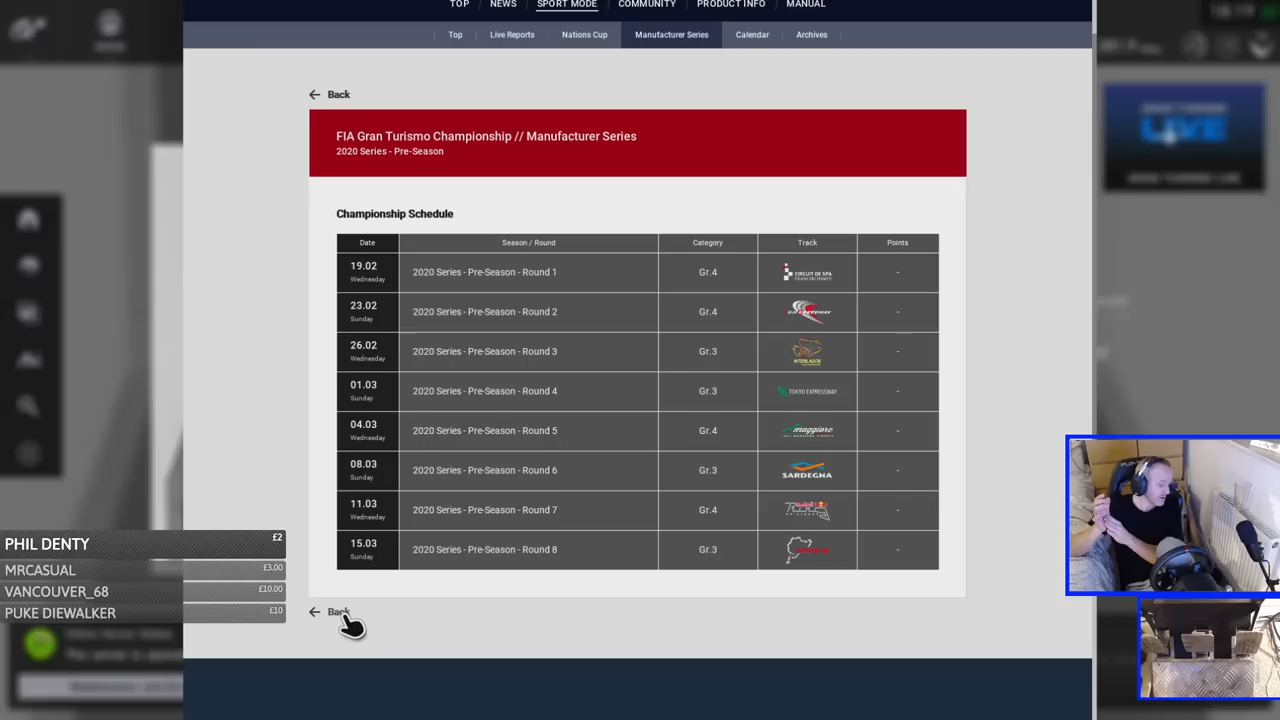 TOP NEWS SPORT MODE COMMUNITY PRODUCT INFO MANUAL
Top Live Reports Nations Cup Manufacturer Series Calendar Archives
Back
FIA Gran Turismo Championship // Manufacturer Series
2020 Series - Pre-Season
Championship Schedule
Date Season / Round Category Track Points
19.02 Wednesday 2020 Series - Pre-Season - Round 1 Gr.4 CIRCUIT DE SPA -
23.02 Sunday 2020 Series - Pre-Season - Round 2 Gr.4 SPEEDWAY -
26.02 Wednesday 2020 Series - Pre-Season - Round 3 Gr.3 INTERLAGOS -
01.03 Sunday 2020 Series - Pre-Season - Round 4 Gr.3 TOKYO EXPRESSWAY -
04.03 Wednesday 2020 Series - Pre-Season - Round 5 Gr.4 Maggiore -
08.03 Sunday 2020 Series - Pre-Season - Round 6 Gr.3 SARDEGNA -
11.03 Wednesday 2020 Series - Pre-Season - Round 7 Gr.4 Red Bull -
15.03 Sunday 2020 Series - Pre-Season - Round 8 Gr.3 -
Back
PHIL DENTY £2
MRCASUAL £3.00
VANCOUVER_68 £10.00
PUKE DIEWALKER £10
LIVE